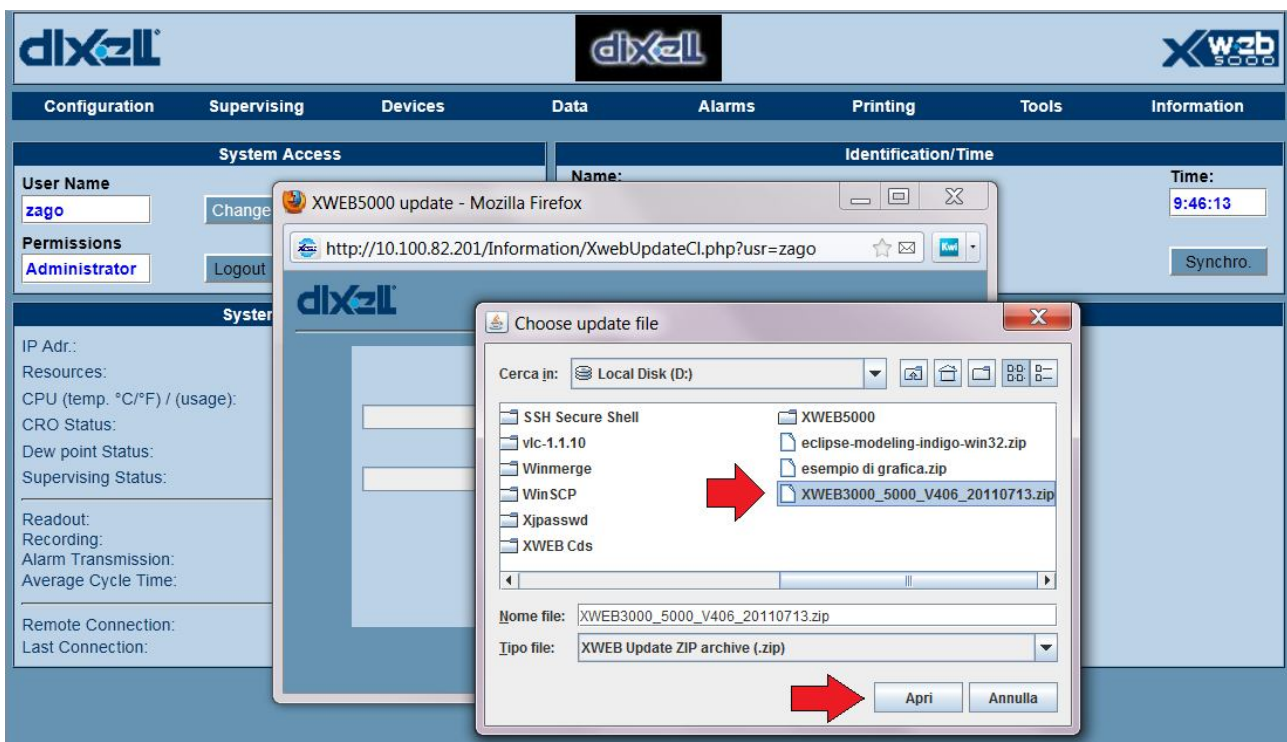 dixell
dixell
Xweb
5000
Configuration Supervising Devices Data Alarms Printing Tools Information
System Access
Identification/Time
User Name
zago
Change
Permissions
Administrator
Logout
Name:
Time:
9:46:13
Synchro.
System
IP Adr.:
Resources:
CPU (temp. °C/°F) / (usage):
CRO Status:
Dew point Status:
Supervising Status:
Readout:
Recording:
Alarm Transmission:
Average Cycle Time:
Remote Connection:
Last Connection:
XWEB5000 update - Mozilla Firefox
http://10.100.82.201/Information/XwebUpdateCl.php?usr=zago
Kwi
dixell
Choose update file
Cerca in: Local Disk (D:)
SSH Secure Shell
vlc-1.1.10
Winmerge
WinSCP
Xjpasswd
XWEB Cds
XWEB5000
eclipse-modeling-indigo-win32.zip
esempio di grafica.zip
XWEB3000_5000_V406_20110713.zip
Nome file: XWEB3000_5000_V406_20110713.zip
Tipo file: XWEB Update ZIP archive (.zip)
Apri Annulla